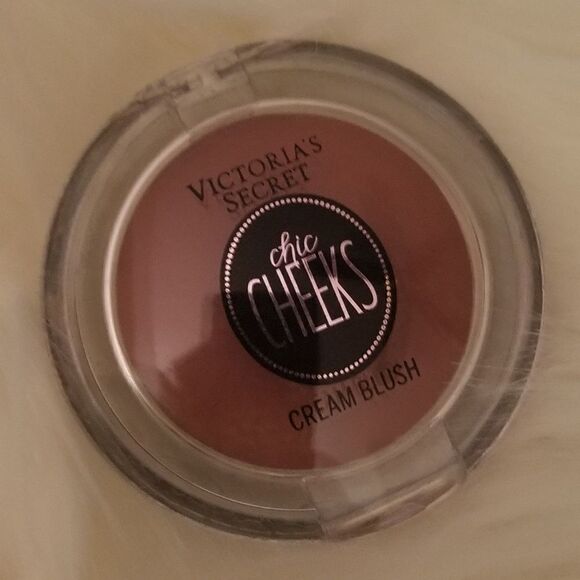 VICTORIA'S
SECRET
chic
CHEEKS
CREAM BLUSH